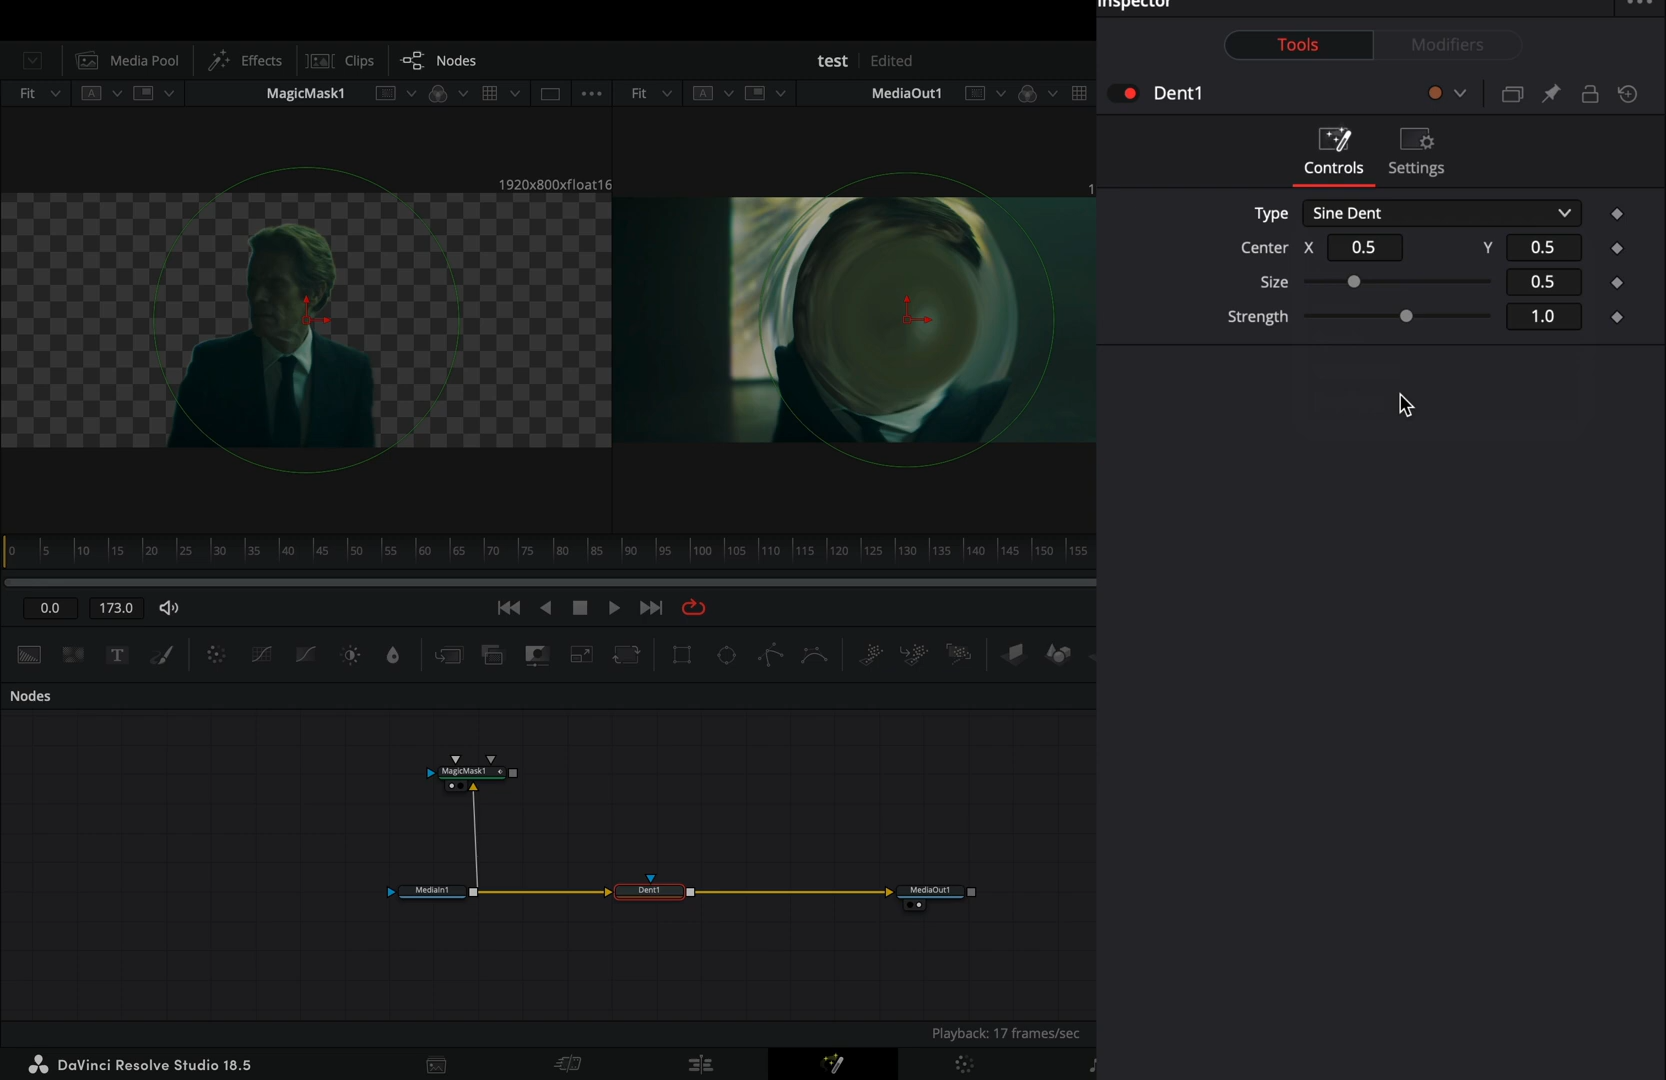 Inspector
Tools Modifiers
Media Pool Effects Clips Nodes test Edited
Fit A MagicMask1 Fit A MediaOut1
Dent1
Controls Settings
1920x800xfloat16 1
Type Sine Dent
Center X 0.5 Y 0.5
Size 0.5
Strength 1.0
0 5 10 15 20 25 30 35 40 45 50 55 60 65 70 75 80 85 90 95 100 105 110 115 120 125 130 135 140 145 150 155
0.0 173.0
T
Nodes
MagicMask1
MediaIn1 Dent1 MediaOut1
Playback: 17 frames/sec
DaVinci Resolve Studio 18.5